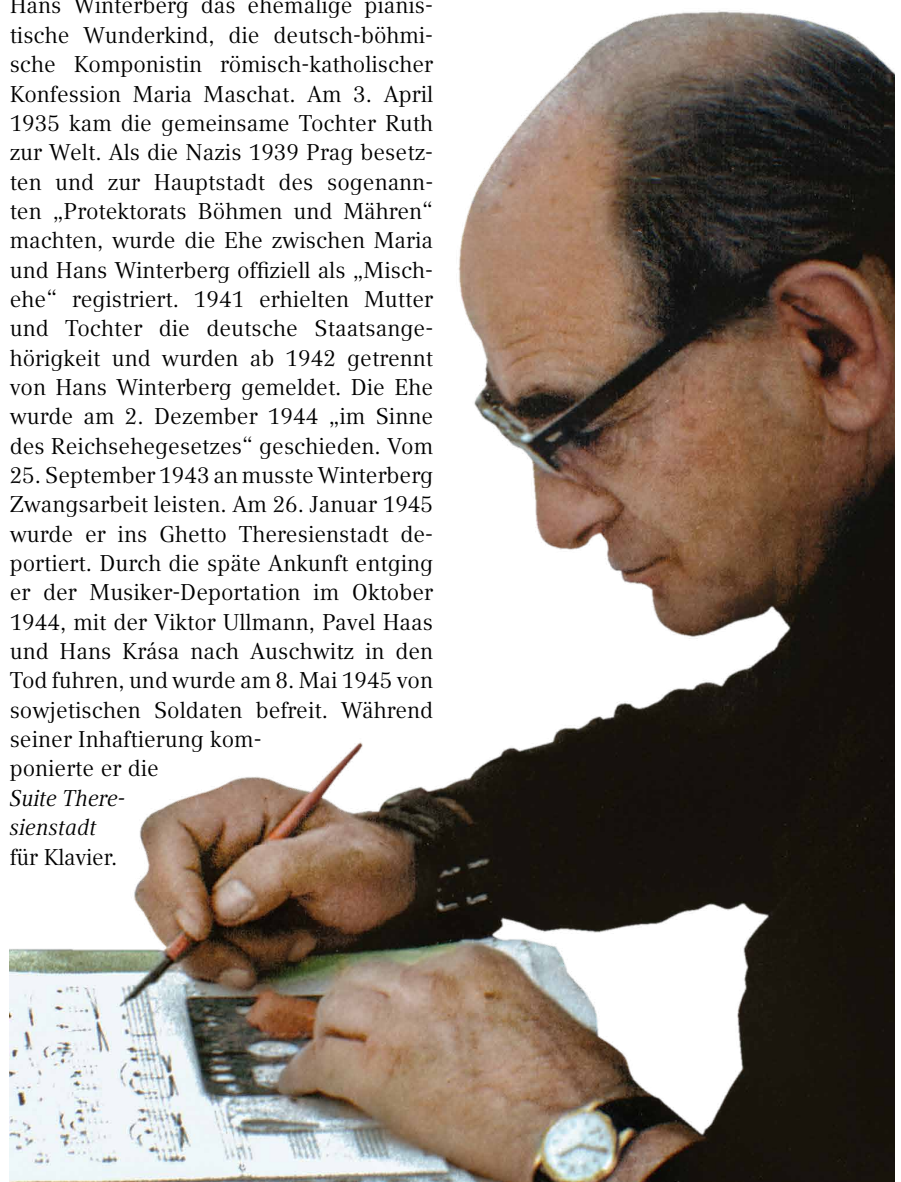 Hans Winterberg das ehemalige pianis-
tische Wunderkind, die deutsch-böhmi-
sche Komponistin römisch-katholischer
Konfession Maria Maschat. Am 3. April
1935 kam die gemeinsame Tochter Ruth
zur Welt. Als die Nazis 1939 Prag besetz-
ten und zur Hauptstadt des sogenann-
ten „Protektorats Böhmen und Mähren“
machten, wurde die Ehe zwischen Maria
und Hans Winterberg offiziell als „Misch-
ehe“ registriert. 1941 erhielten Mutter
und Tochter die deutsche Staatsange-
hörigkeit und wurden ab 1942 getrennt
von Hans Winterberg gemeldet. Die Ehe
wurde am 2. Dezember 1944 „im Sinne
des Reichsehegesetzes“ geschieden. Vom
25. September 1943 an musste Winterberg
Zwangsarbeit leisten. Am 26. Januar 1945
wurde er ins Ghetto Theresienstadt de-
portiert. Durch die späte Ankunft entging
er der Musiker-Deportation im Oktober
1944, mit der Viktor Ullmann, Pavel Haas
und Hans Krása nach Auschwitz in den
Tod fuhren, und wurde am 8. Mai 1945 von
sowjetischen Soldaten befreit. Während
seiner Inhaftierung kom-
ponierte er die
Suite There-
sienstadt
für Klavier.